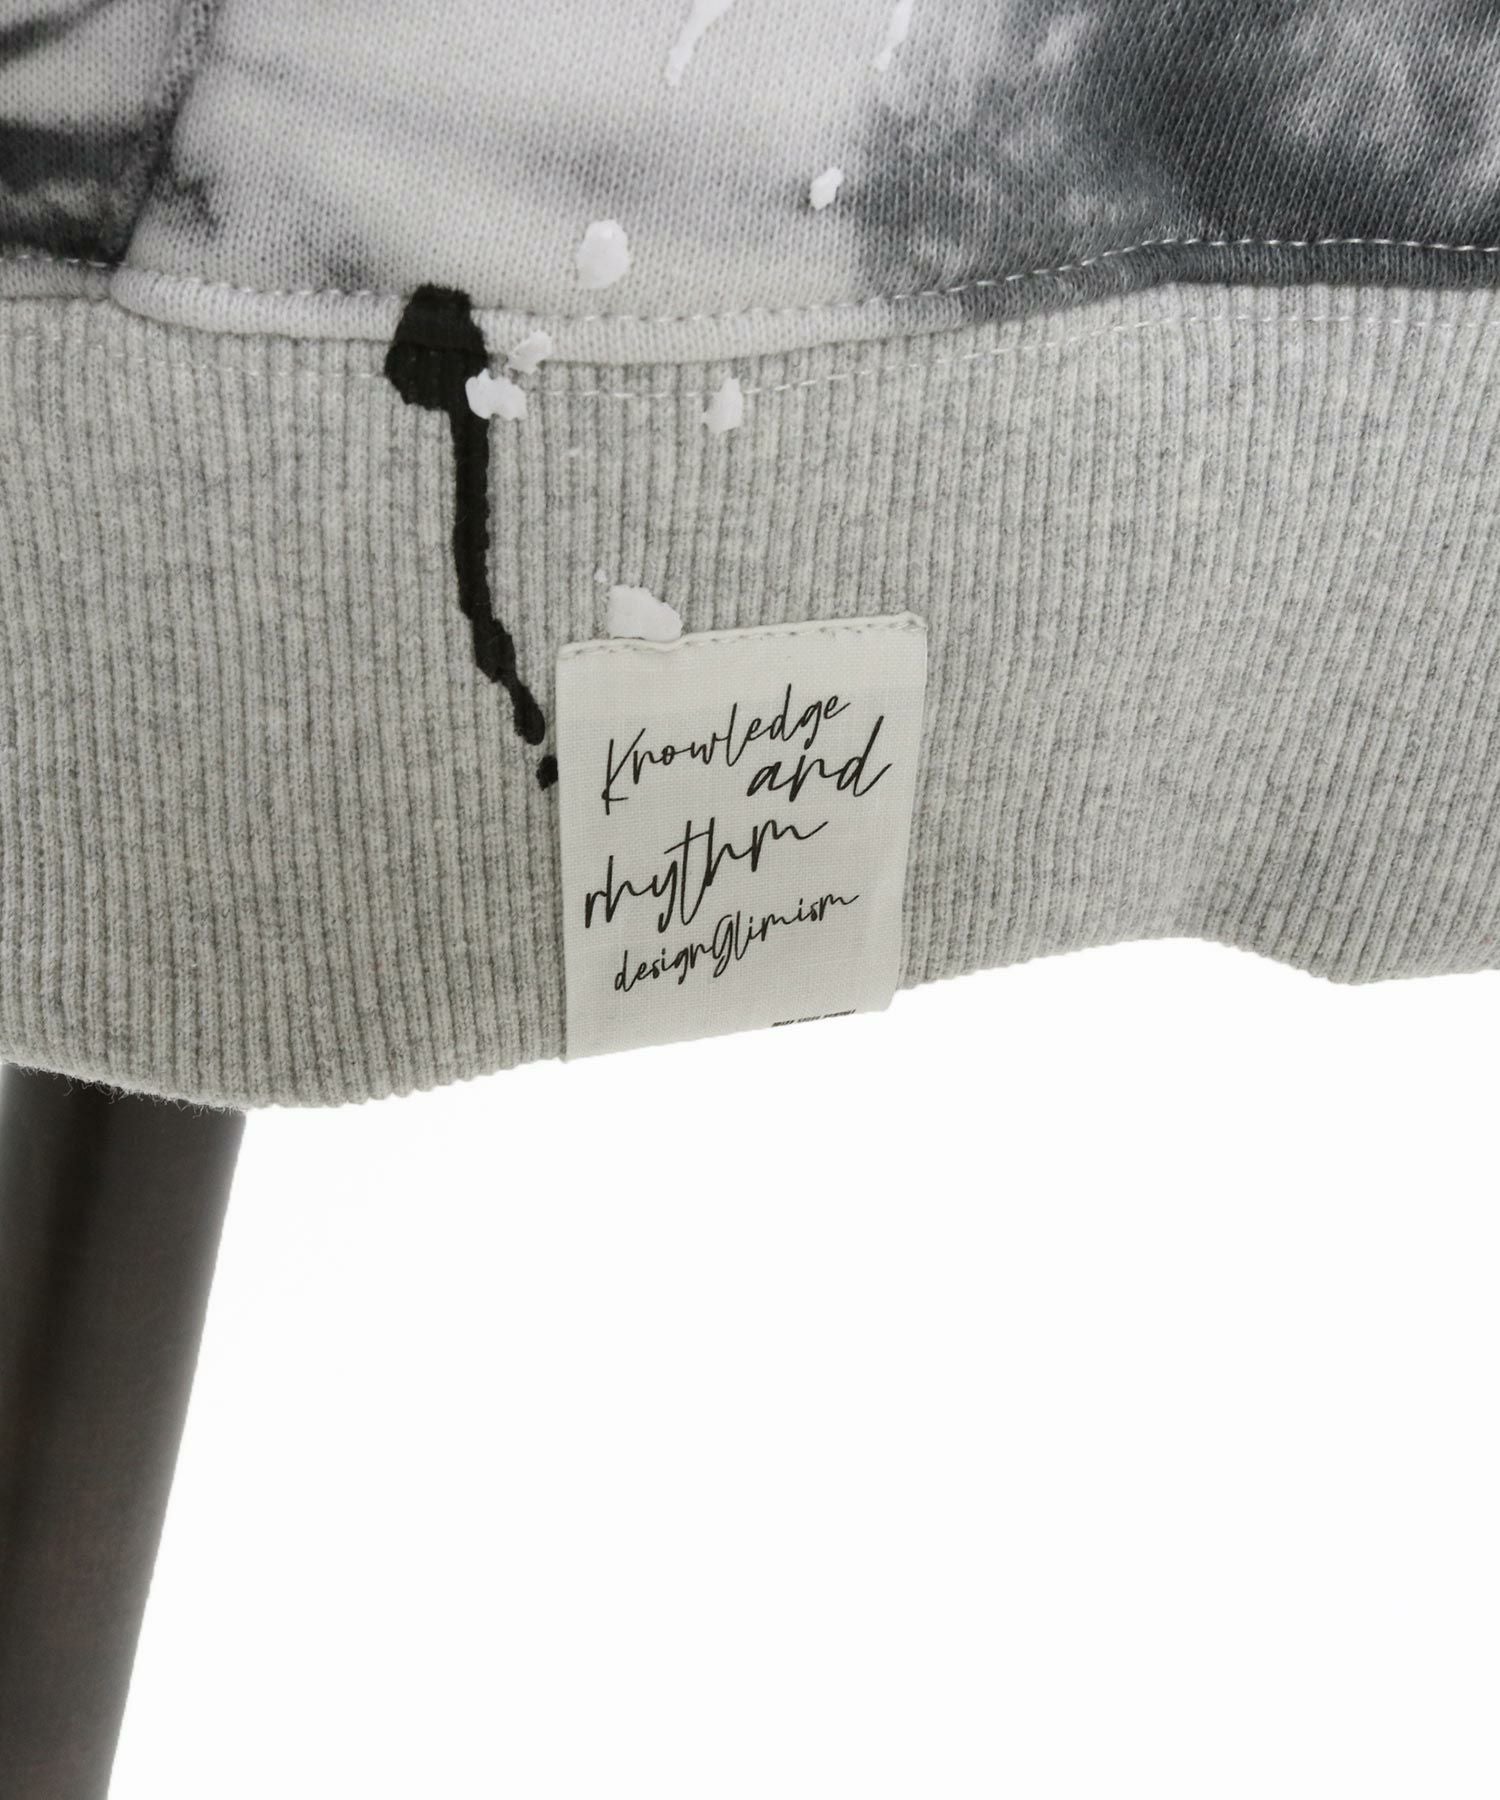 Knowledge
and
rhythm
designGlimism